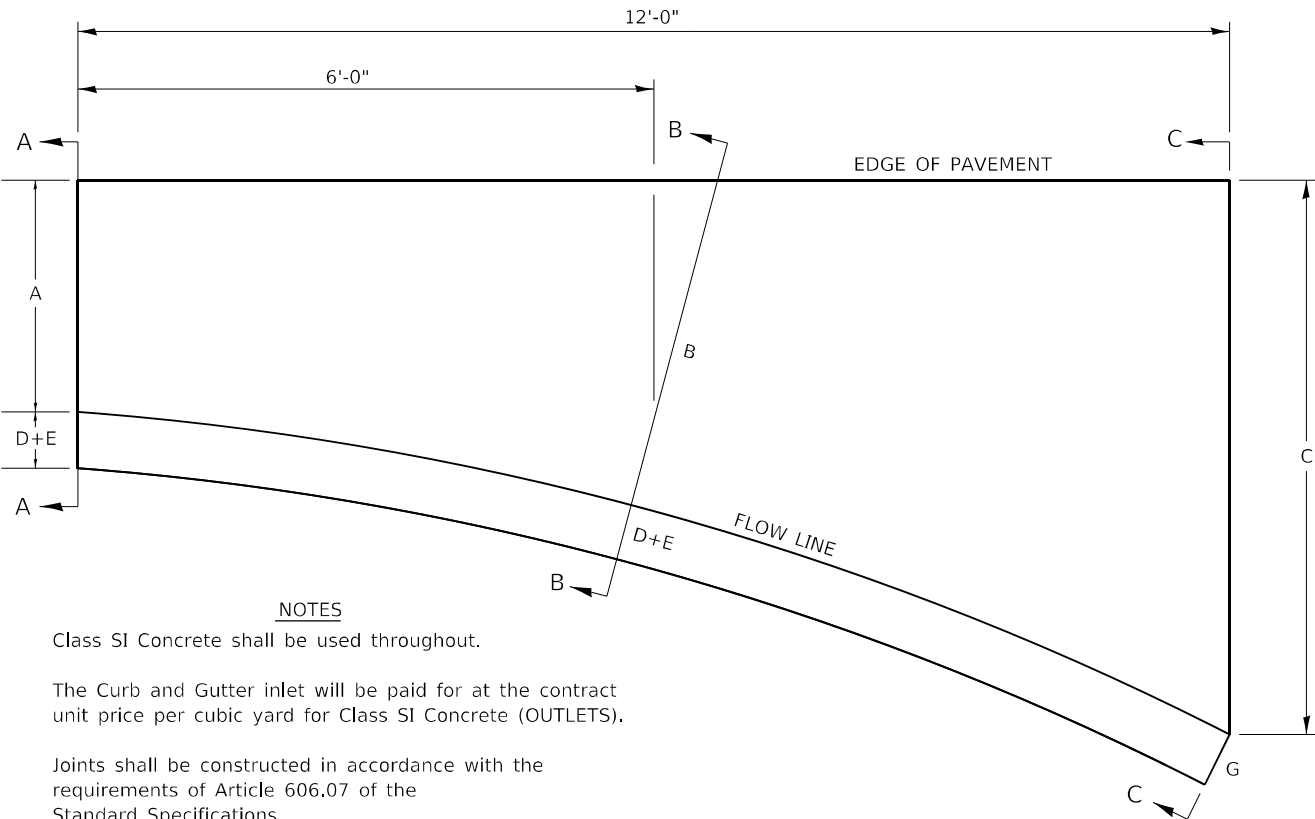 12'-0"
6'-0"
A
B
C
EDGE OF PAVEMENT
A
B
C
D+E
A
D+E
FLOW LINE
B
G
C
NOTES
Class SI Concrete shall be used throughout.
The Curb and Gutter inlet will be paid for at the contract
unit price per cubic yard for Class SI Concrete (OUTLETS).
Joints shall be constructed in accordance with the
requirements of Article 606.07 of the
Standard Specifications